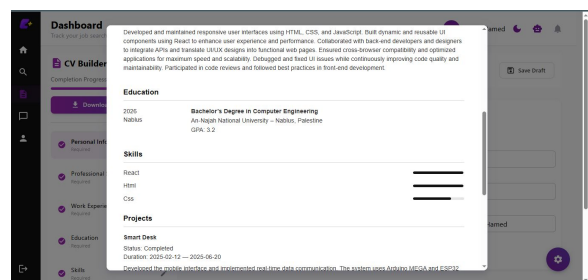 Dashboard
Track your job search
amed
CV Builder
Completion Progress
Save Draft
Downlo
Personal Info
Required
Professional
Required
Work Experie
Required
Education
Required
Skills
Required
Developed and maintained responsive user interfaces using HTML, CSS, and JavaScript. Built dynamic and reusable UI
components using React to enhance user experience and performance. Collaborated with back-end developers and designers
to integrate APIs and translate UI/UX designs into functional web pages. Ensured cross-browser compatibility and optimized
applications for maximum speed and scalability. Debugged and fixed UI issues while continuously improving code quality and
maintainability. Participated in code reviews and followed best practices in front-end development.
Education
2026
Nablus
Bachelor's Degree in Computer Engineering
An-Najah National University – Nablus, Palestine
GPA: 3.2
Skills
React
Html
Css
Projects
Smart Desk
Status: Completed
Duration: 2025-02-12 — 2025-06-20
Developed the mobile interface and implemented real-time data communication. The system uses Arduino MEGA and ESP32